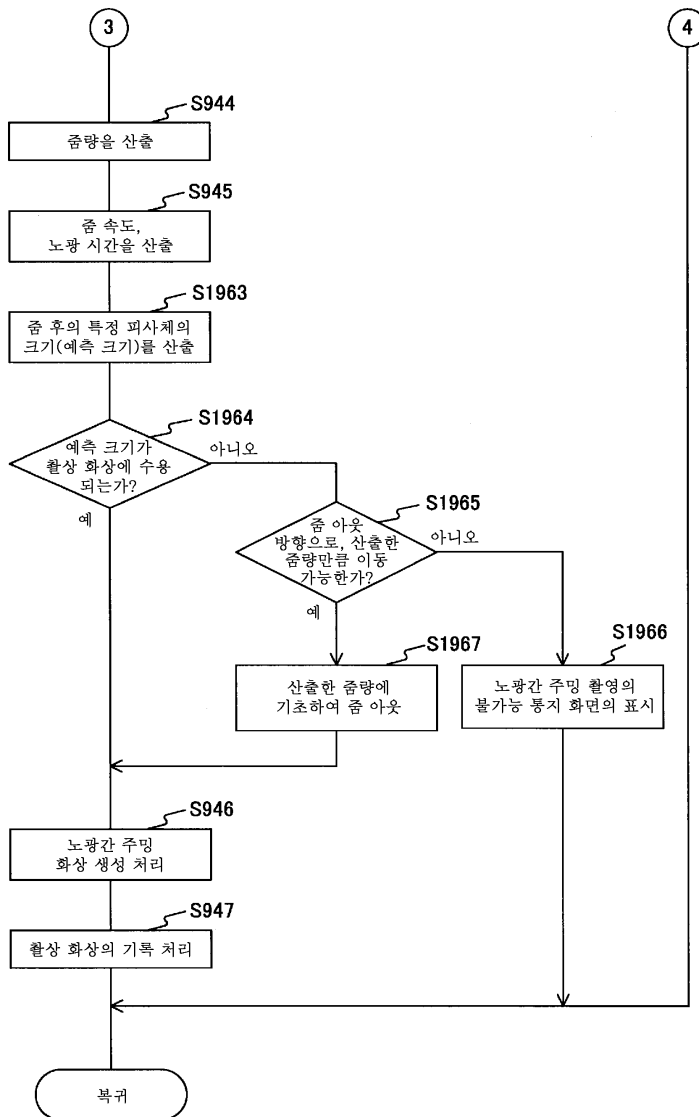 3
4
S944
줌량을 산출
S945
줌 속도,
노광 시간을 산출
S1963
줌 후의 특정 피사체의
크기(예측 크기)를 산출
S1964
예측 크기가
촬상 화상에 수용
되는가?
아니오
예
S1965
줌 아웃
방향으로, 산출한
줌량만큼 이동
가능한가?
아니오
예
S1967
산출한 줌량에
기초하여 줌 아웃
S1966
노광간 주밍 촬영의
불가능 통지 화면의 표시
S946
노광간 주밍
화상 생성 처리
S947
촬상 화상의 기록 처리
복귀